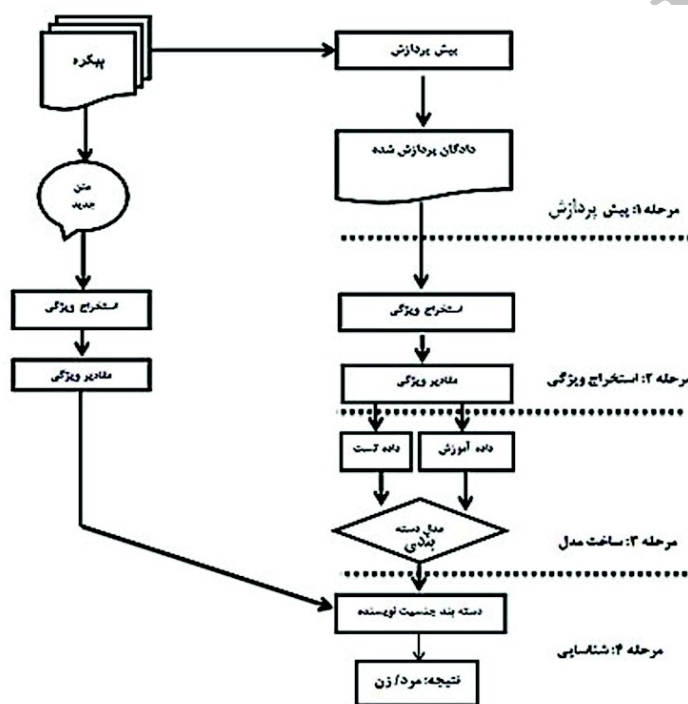 پیکره
پیش پردازش
دادگان پردازش شده
متن
جدید
مرحله ۱: پیش پردازش
استخراج ویژگی
استخراج ویژگی
مقادیر ویژگی
مقادیر ویژگی
مرحله ۲: استخراج ویژگی
داده آموزش
داده تست
مدل دسته
بندی
مرحله ۳: ساخت مدل
دسته بند جنسیت نویسنده
مرحله ۴: شناسایی
نتیجه: مرد/ زن